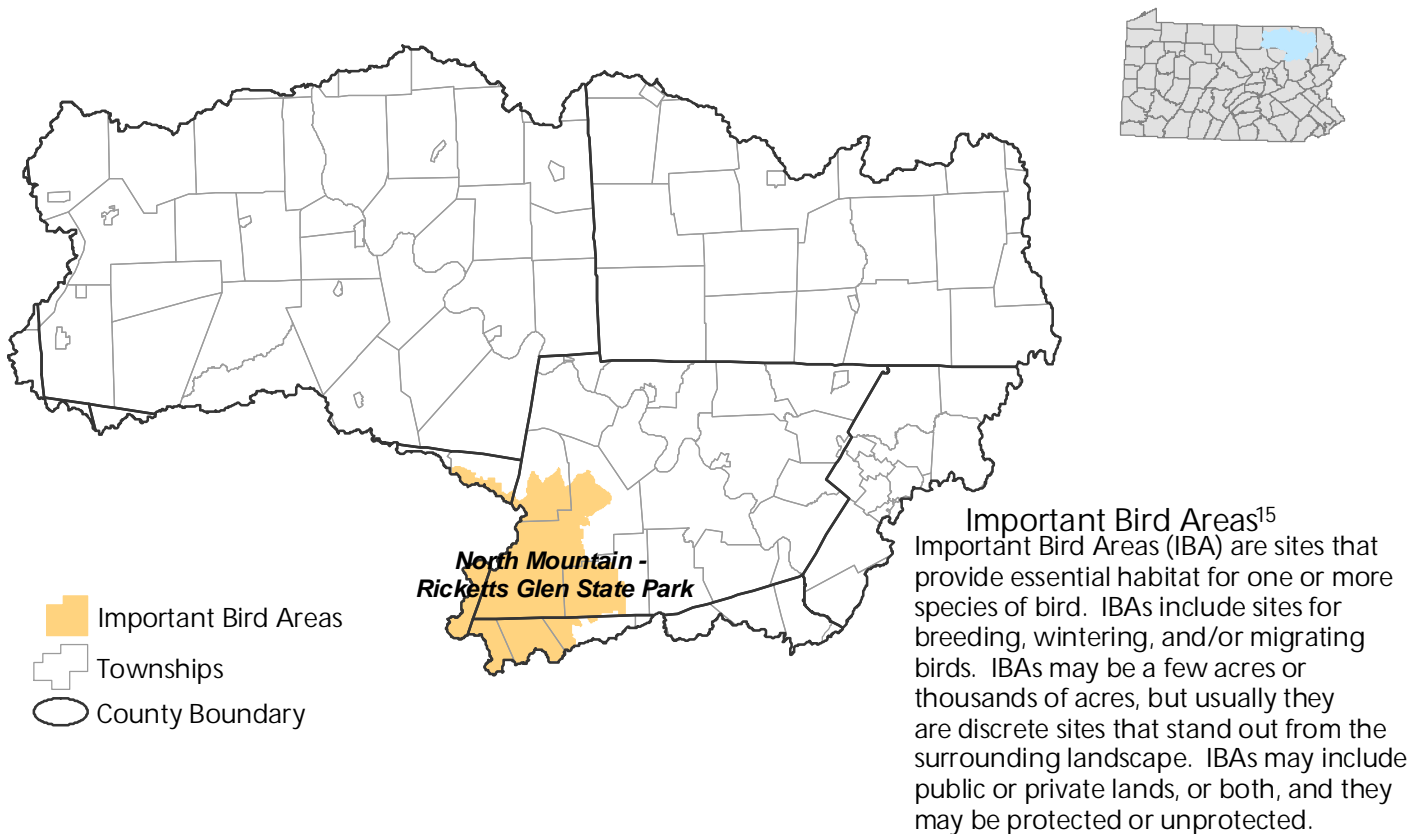 North Mountain -
Ricketts Glen State Park
Important Bird Areas
Townships
County Boundary
Important Bird Areas15
Important Bird Areas (IBA) are sites that
provide essential habitat for one or more
species of bird.  IBAs include sites for
breeding, wintering, and/or migrating
birds.  IBAs may be a few acres or
thousands of acres, but usually they
are discrete sites that stand out from the
surrounding landscape.  IBAs may include
public or private lands, or both, and they
may be protected or unprotected.